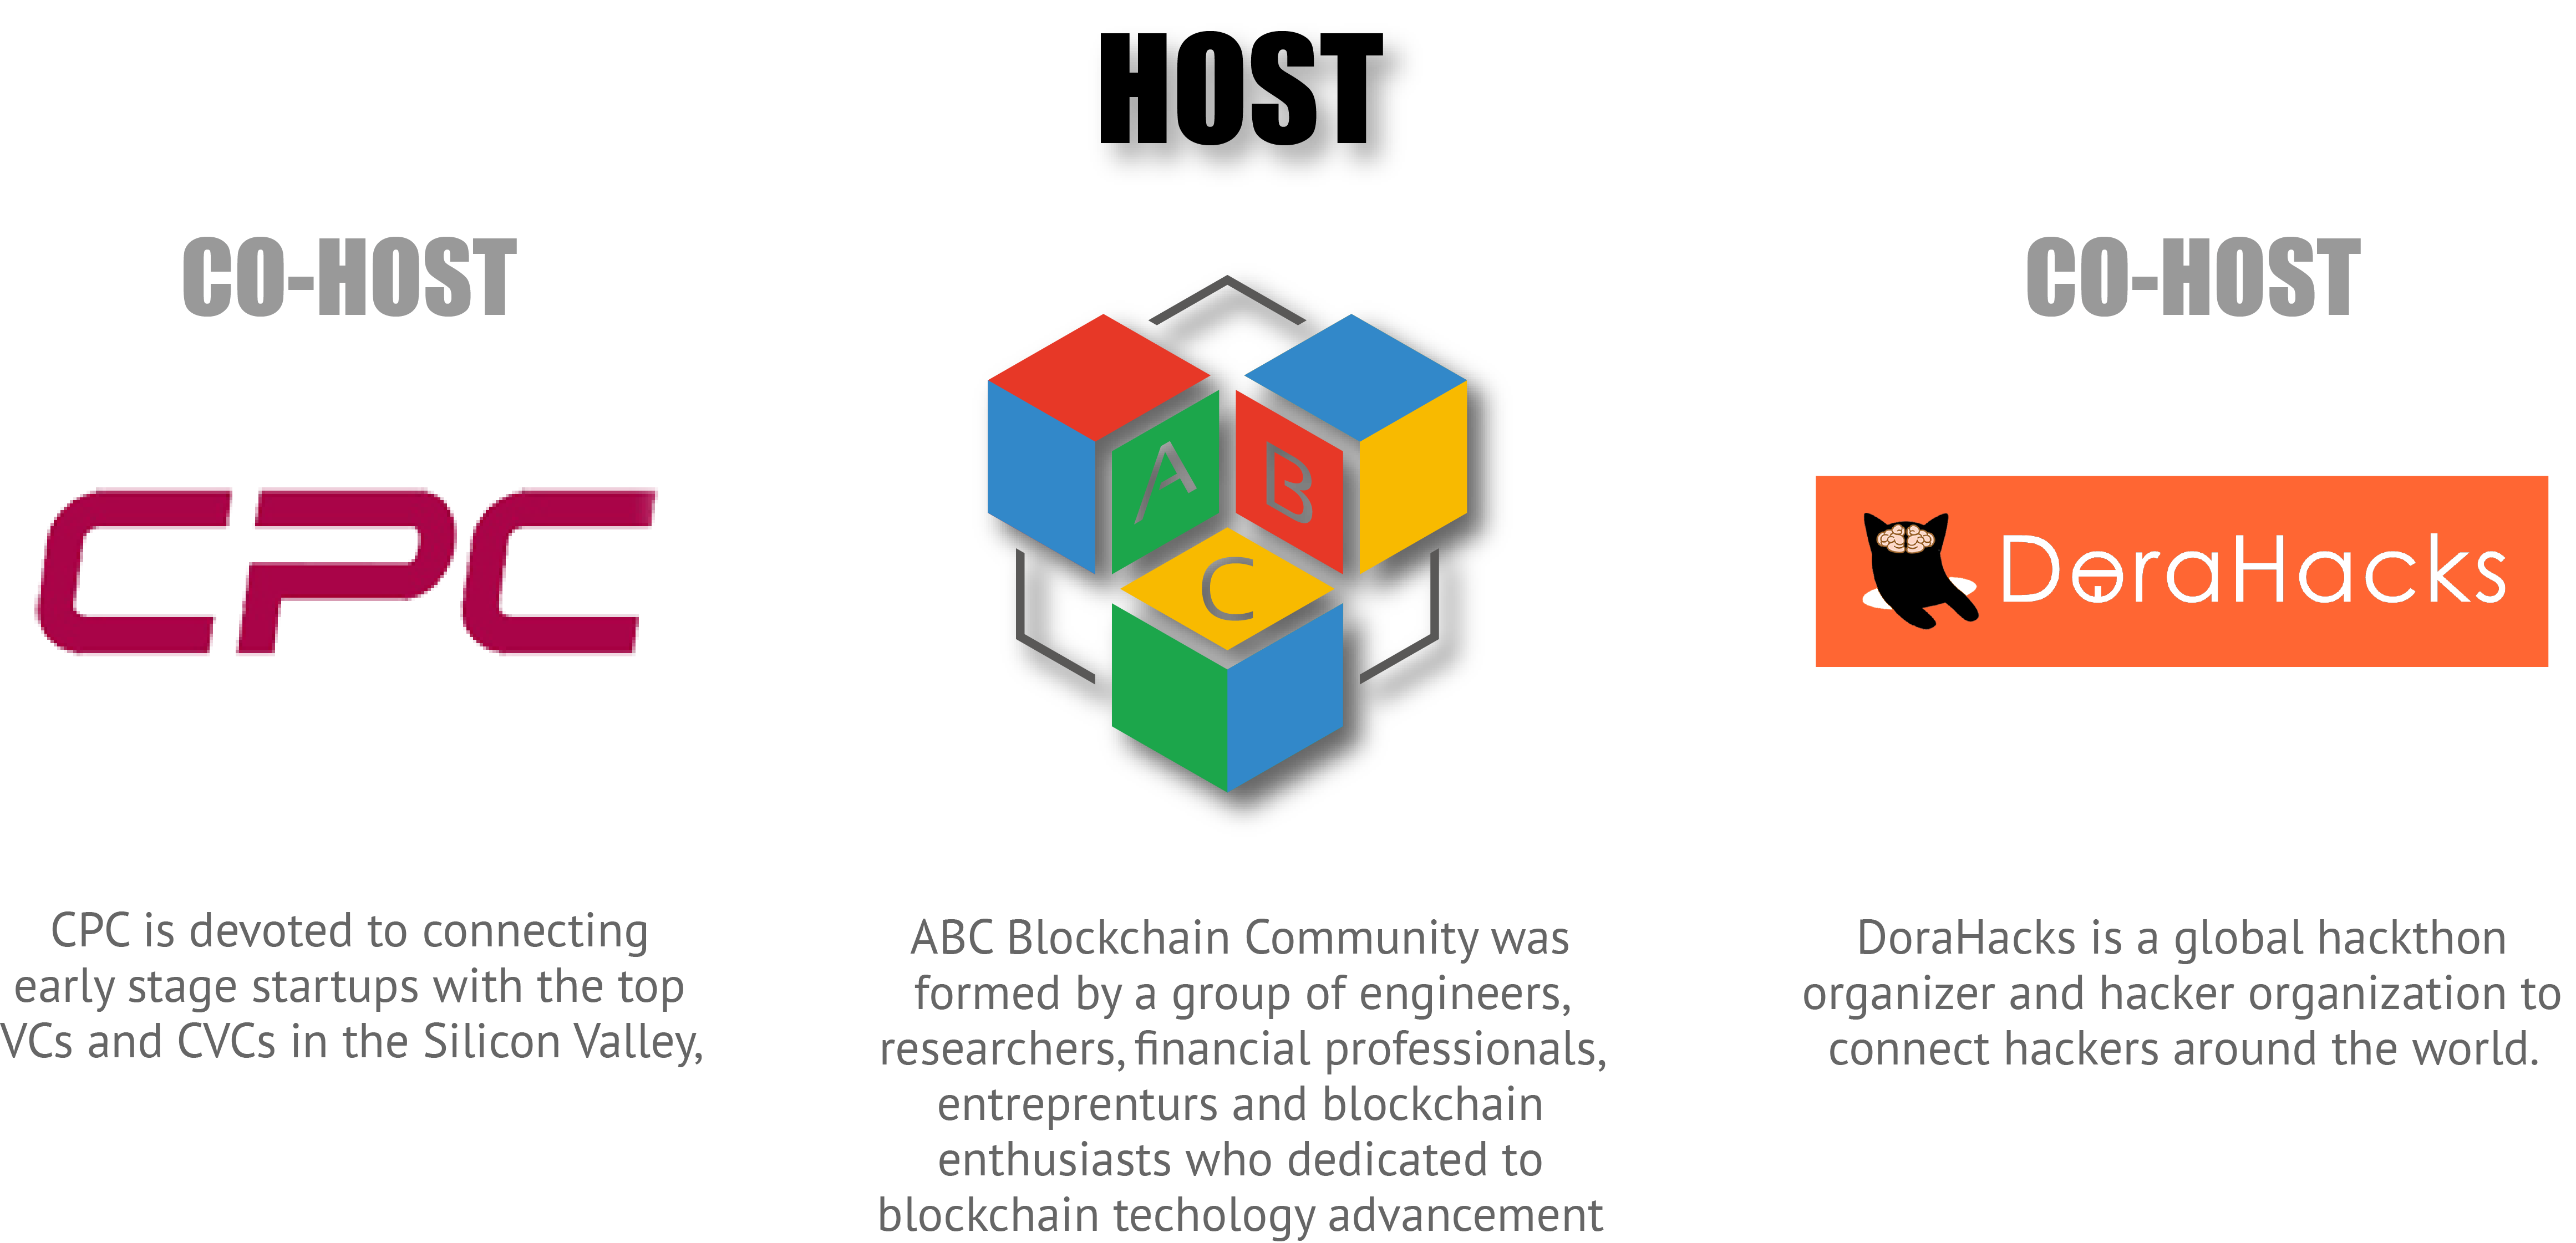 HOST
CO-HOST
CPC
CPC is devoted to connecting
early stage startups with the top
VCs and CVCs in the Silicon Valley,
A B
C
ABC Blockchain Community was
formed by a group of engineers,
researchers, financial professionals,
entreprenturs and blockchain
enthusiasts who dedicated to
blockchain techology advancement
CO-HOST
DoraHacks
DoraHacks is a global hackthon
organizer and hacker organization to
connect hackers around the world.